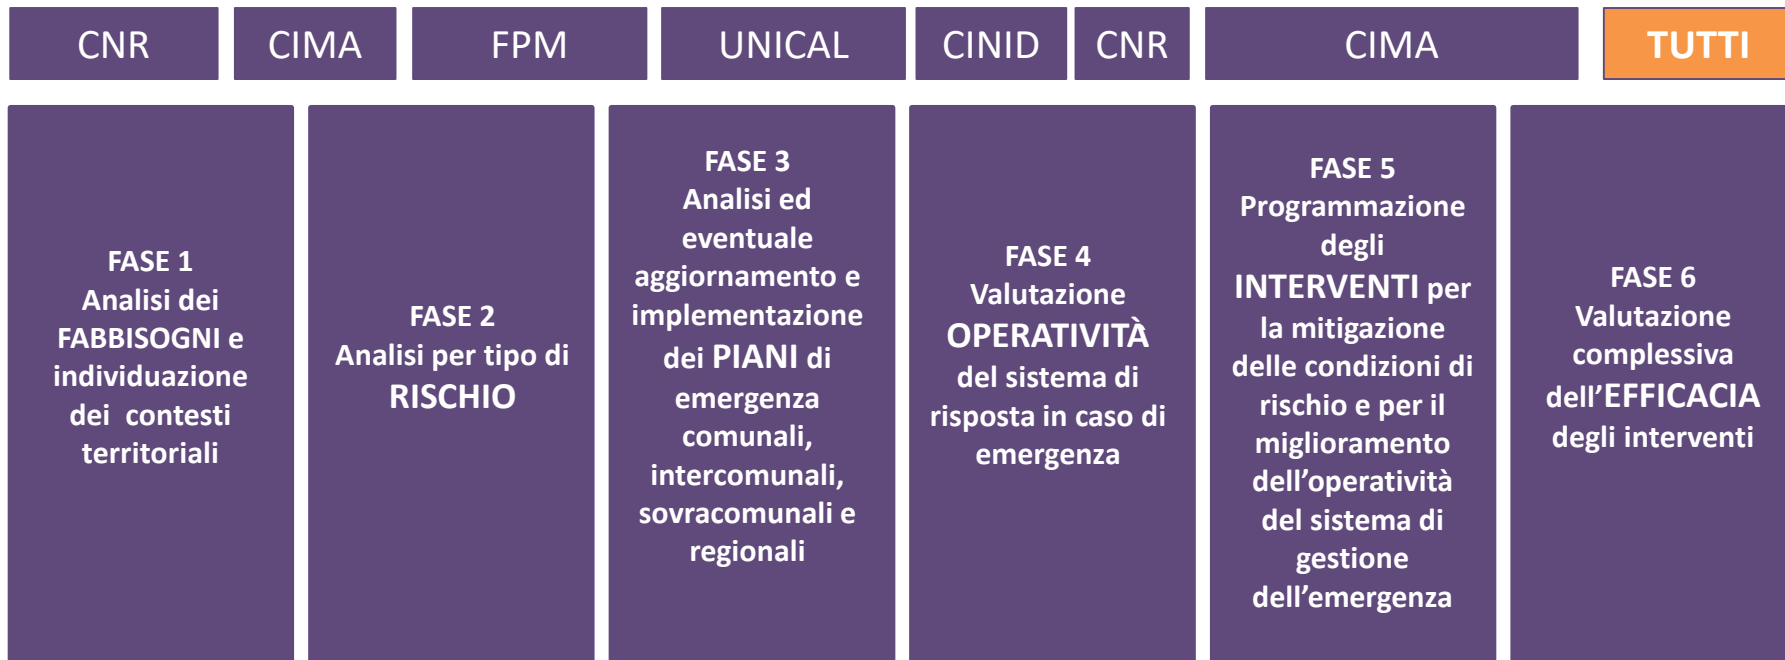 CNR
CIMA
FPM
UNICAL
CINID
CNR
CIMA
TUTTI
FASE 1
Analisi dei
FABBISOGNI e
individuazione
dei contesti
territoriali
FASE 2
Analisi per tipo di
RISCHIO
FASE 3
Analisi ed
eventuale
aggiornamento e
implementazione
dei PIANI di
emergenza
comunali,
intercomunali,
sovracomunali e
regionali
FASE 4
Valutazione
OPERATIVITÀ
del sistema di
risposta in caso di
emergenza
FASE 5
Programmazione
degli
INTERVENTI per
la mitigazione
delle condizioni di
rischio e per il
miglioramento
dell’operatività
del sistema di
gestione
dell’emergenza
FASE 6
Valutazione
complessiva
dell’EFFICACIA
degli interventi